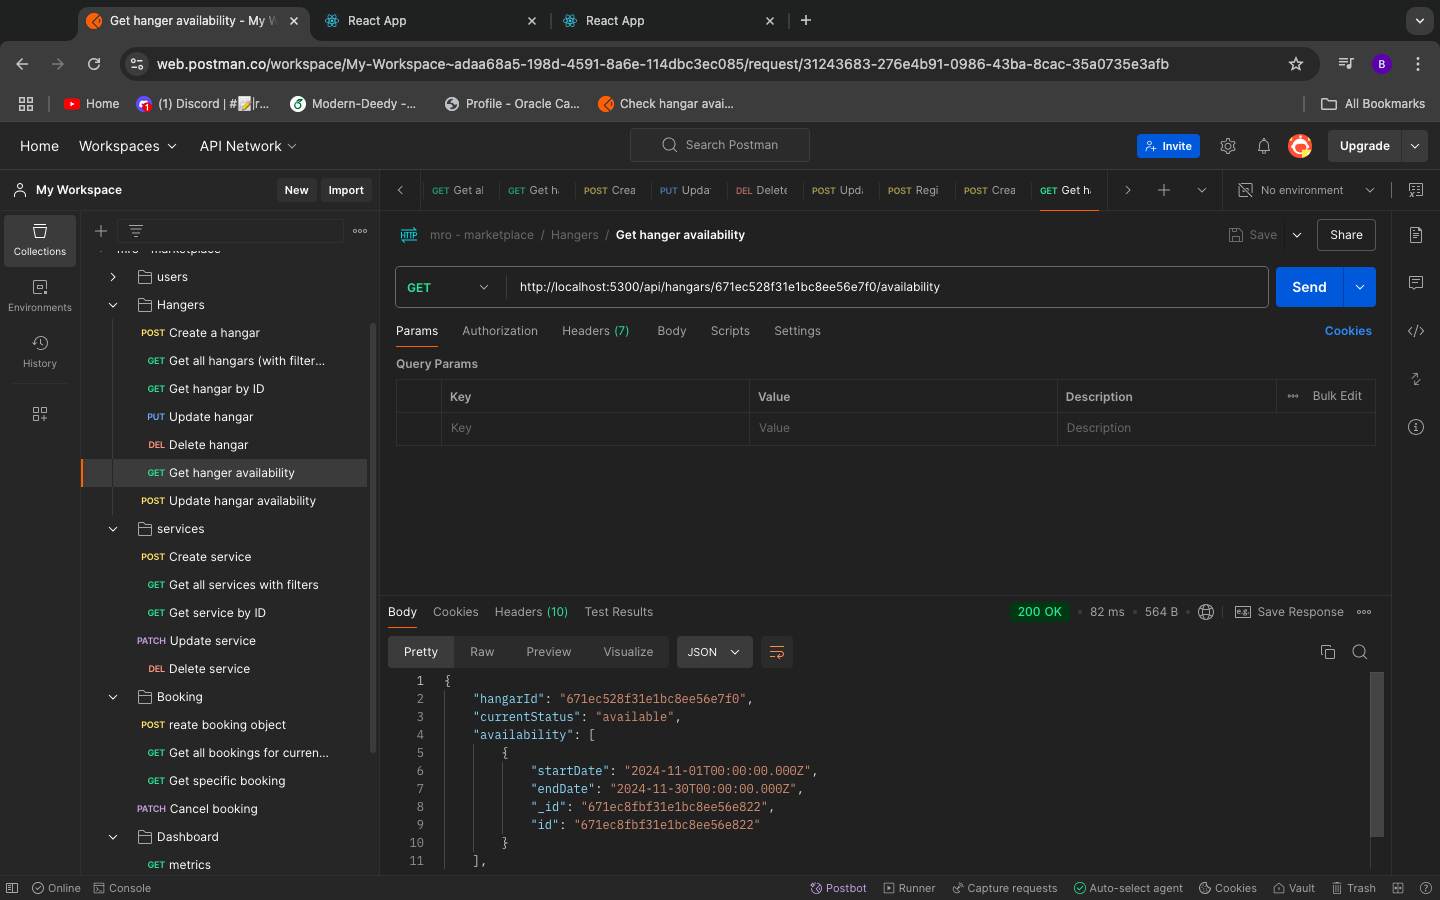 Get hanger availability - My W
React App
React App
web.postman.co/workspace/My-Workspace~adaa68a5-198d-4591-8a6e-114dbc3ec085/request/31243683-276e4b91-0986-43ba-8cac-35a0735e3afb
B
Home
(1) Discord | #📝|r...
Modern-Deedy -...
Profile - Oracle Ca...
Check hangar avai...
All Bookmarks
Home
Workspaces
API Network
Search Postman
Invite
Upgrade
My Workspace
New
Import
GET Get al
GET Get h
POST Crea
PUT Upda
DEL Delete
POST Upd
POST Regi
POST Crea
GET Get h
No environment
Collections
Environments
History
mro - marketplace
users
Hangers
POST Create a hangar
GET Get all hangars (with filter...
GET Get hangar by ID
PUT Update hangar
DEL Delete hangar
GET Get hanger availability
POST Update hangar availability
services
POST Create service
GET Get all services with filters
GET Get service by ID
PATCH Update service
DEL Delete service
Booking
POST reate booking object
GET Get all bookings for curren...
GET Get specific booking
PATCH Cancel booking
Dashboard
GET metrics
HTTP mro - marketplace / Hangers / Get hanger availability
Save
Share
GET
http://localhost:5300/api/hangars/671ec528f31e1bc8ee56e7f0/availability
Send
Params
Authorization
Headers (7)
Body
Scripts
Settings
Cookies
Query Params
Key
Value
Description
Bulk Edit
Key
Value
Description
Body
Cookies
Headers (10)
Test Results
200 OK
82 ms
564 B
e.g. Save Response
Pretty
Raw
Preview
Visualize
JSON
1 {
2 "hangarId": "671ec528f31e1bc8ee56e7f0",
3 "currentStatus": "available",
4 "availability": [
5 {
6 "startDate": "2024-11-01T00:00:00.000Z",
7 "endDate": "2024-11-30T00:00:00.000Z",
8 "_id": "671ec8fbf31e1bc8ee56e822",
9 "id": "671ec8fbf31e1bc8ee56e822"
10 }
11 ],
Online
Console
Postbot
Runner
Capture requests
Auto-select agent
Cookies
Vault
Trash